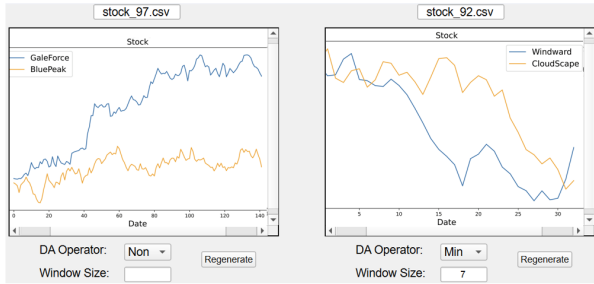 stock_97.csv
Stock
GaleForce
BluePeak
0 20 40 60 80 100 120 140
Date
DA Operator: Non
Window Size:
Regenerate
stock_92.csv
Stock
Windward
CloudScape
5 10 15 20 25 30
Date
DA Operator: Min
Window Size: 7
Regenerate